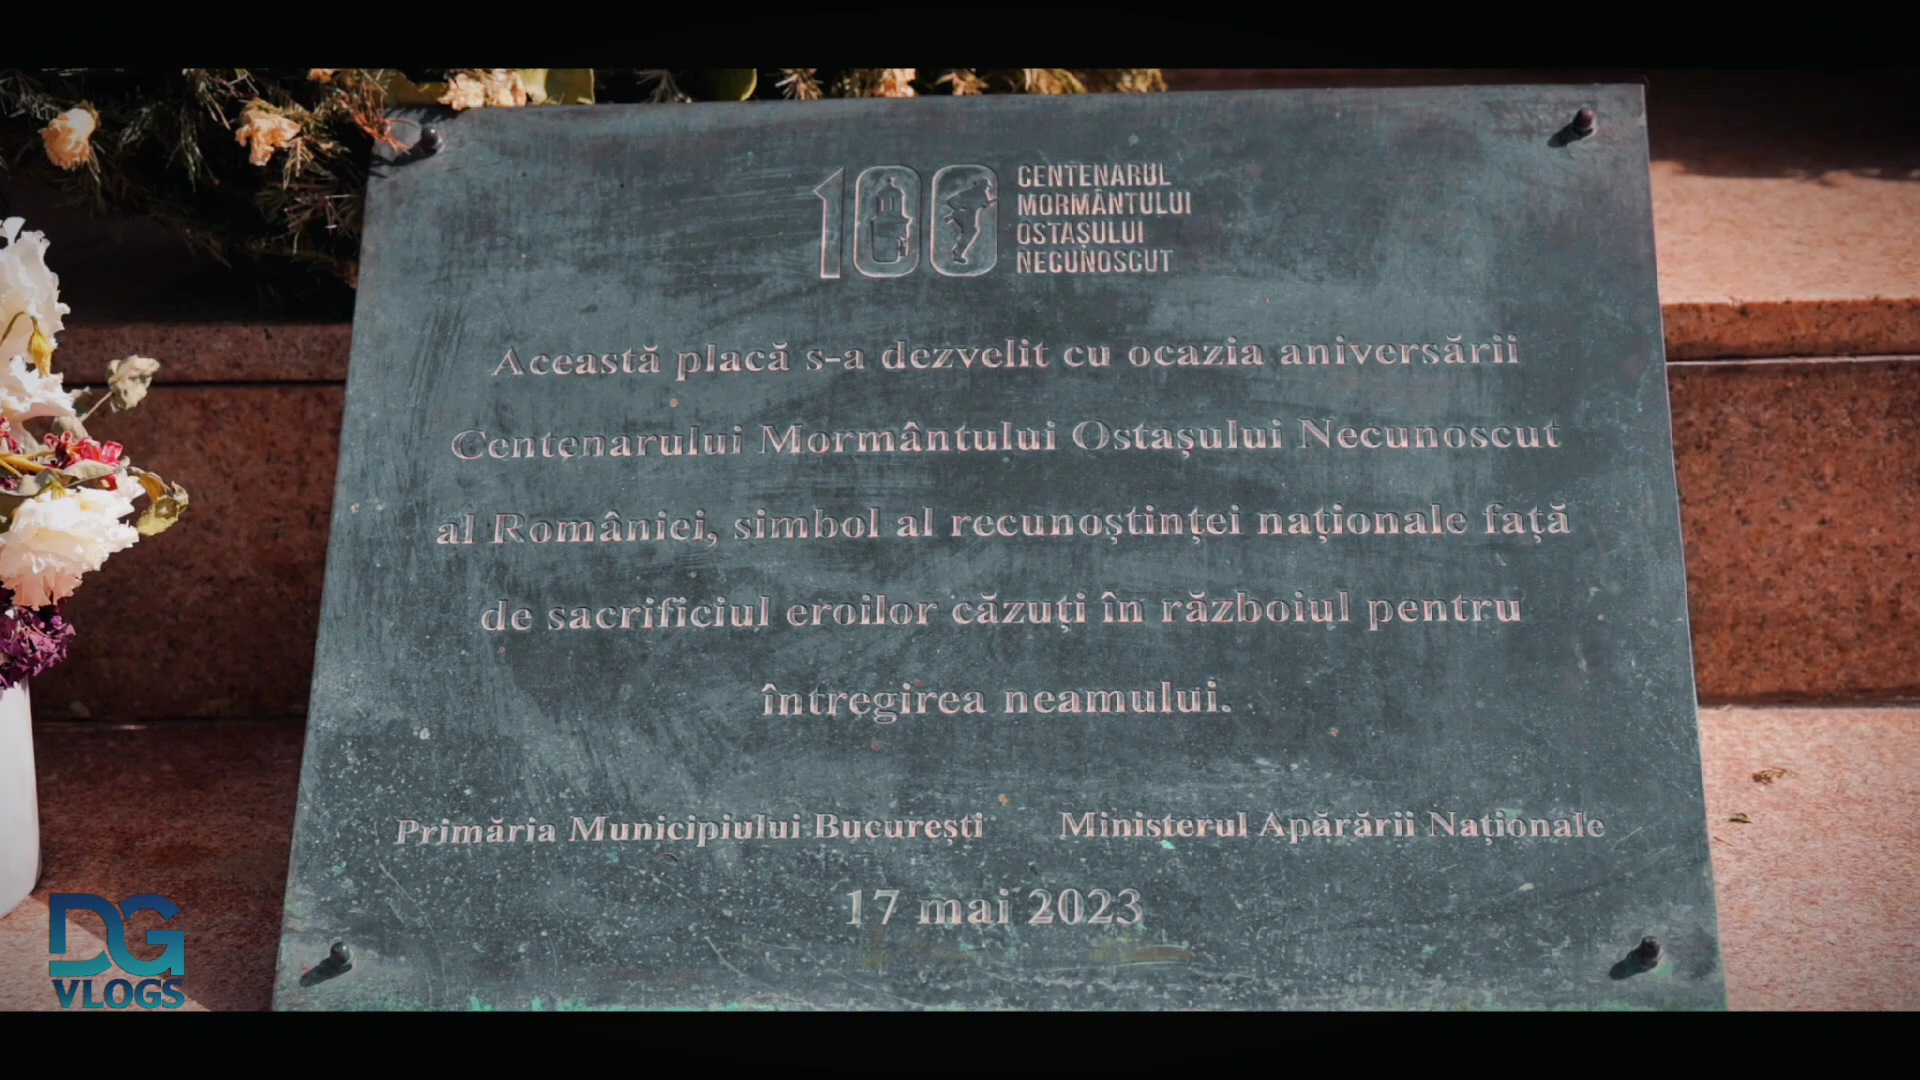 100
CENTENARUL
MORMÂNTULUI
OSTAȘULUI
NECUNOSCUT
Această placă s-a dezvelit cu ocazia aniversării
Centenarului Mormântului Ostașului Necunoscut
al României, simbol al recunoștinței naționale față
de sacrificiul eroilor căzuți în războiul pentru
întregirea neamului.
Primăria Municipiului București Ministerul Apărării Naționale
17 mai 2023
DG
VLOGS